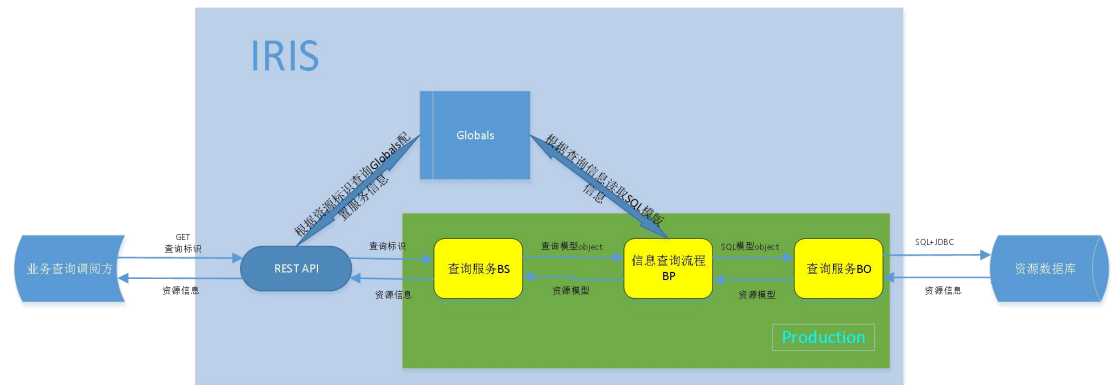 IRIS
Globals
根据资源标识查询Globals配
置服务信息
根据查询信息读取SQL模版
信息
业务查询调阅方
GET
查询标识
资源信息
REST API
查询标识
资源信息
查询服务BS
查询模型object
资源模型
信息查询流程
BP
SQL模型object
资源模型
查询服务BO
SQL+JDBC
资源信息
资源数据库
Production